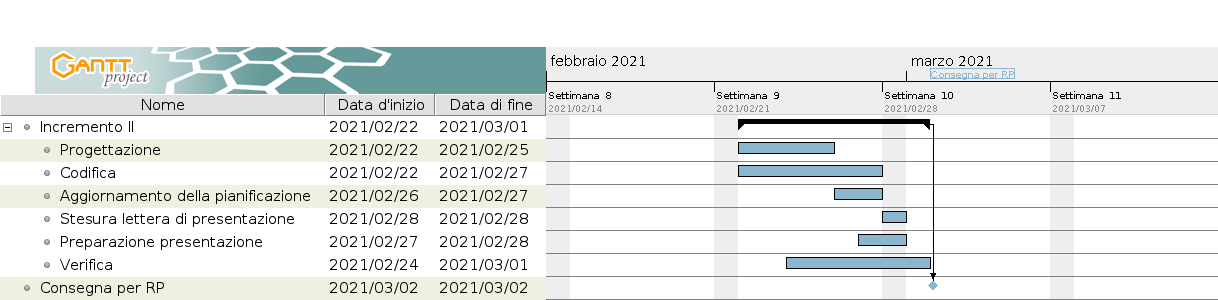 GANTT project
febbraio 2021 marzo 2021
Consegna per RP
Nome Data d'inizio Data di fine
Settimana 8 Settimana 9 Settimana 10 Settimana 11
2021/02/14 2021/02/21 2021/02/28 2021/03/07
Incremento II 2021/02/22 2021/03/01
Progettazione 2021/02/22 2021/02/25
Codifica 2021/02/22 2021/02/27
Aggiornamento della pianificazione 2021/02/26 2021/02/27
Stesura lettera di presentazione 2021/02/28 2021/02/28
Preparazione presentazione 2021/02/27 2021/02/28
Verifica 2021/02/24 2021/03/01
Consegna per RP 2021/03/02 2021/03/02